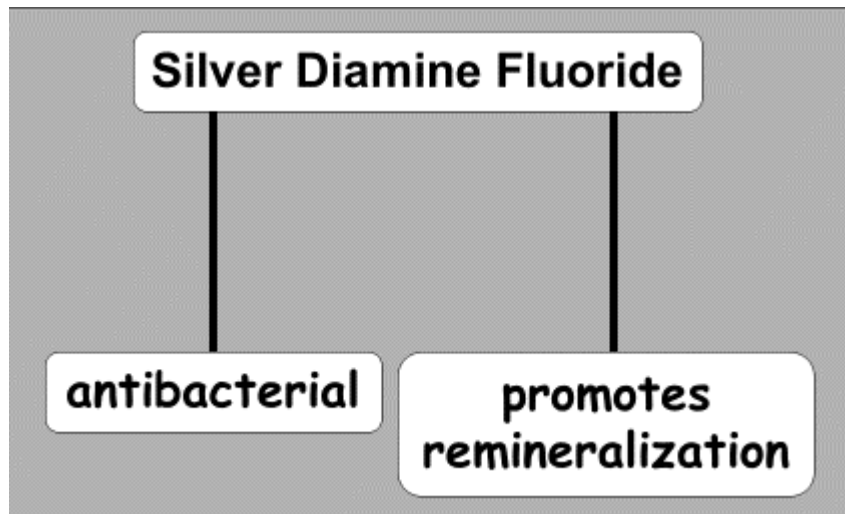 Silver Diamine Fluoride
antibacterial
promotes
remineralization